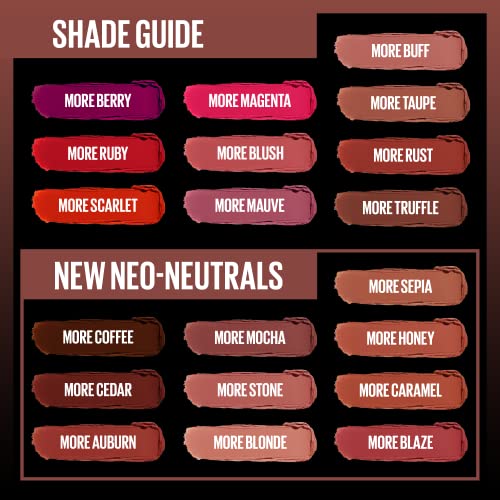 SHADE GUIDE
MORE BUFF
MORE BERRY
MORE MAGENTA
MORE TAUPE
MORE RUBY
MORE BLUSH
MORE RUST
MORE SCARLET
MORE MAUVE
MORE TRUFFLE
NEW NEO-NEUTRALS
MORE SEPIA
MORE COFFEE
MORE MOCHA
MORE HONEY
MORE CEDAR
MORE STONE
MORE CARAMEL
MORE AUBURN
MORE BLONDE
MORE BLAZE